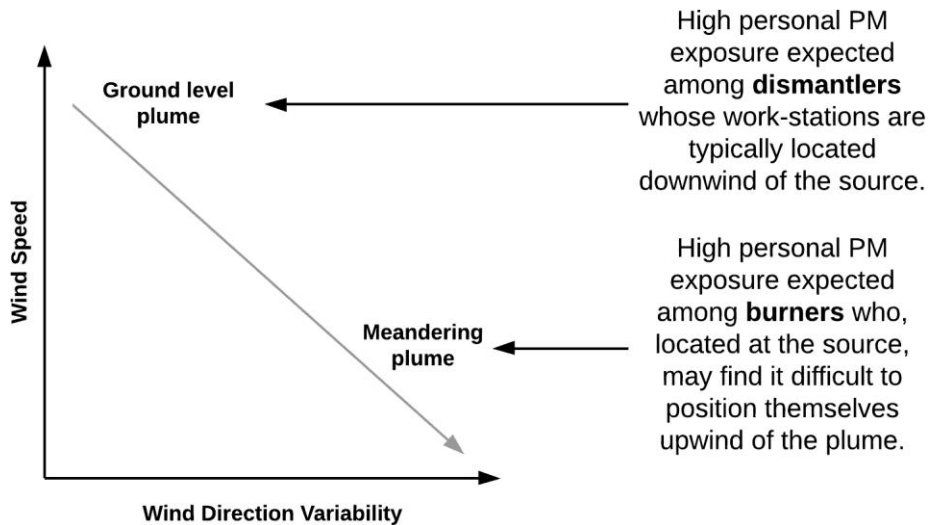 High personal PM
exposure expected
among dismantlers
whose work-stations are
typically located
downwind of the source.
Ground level
plume
High personal PM
exposure expected
among burners who,
located at the source,
may find it difficult to
position themselves
upwind of the plume.
Meandering
plume
Wind Speed
Wind Direction Variability